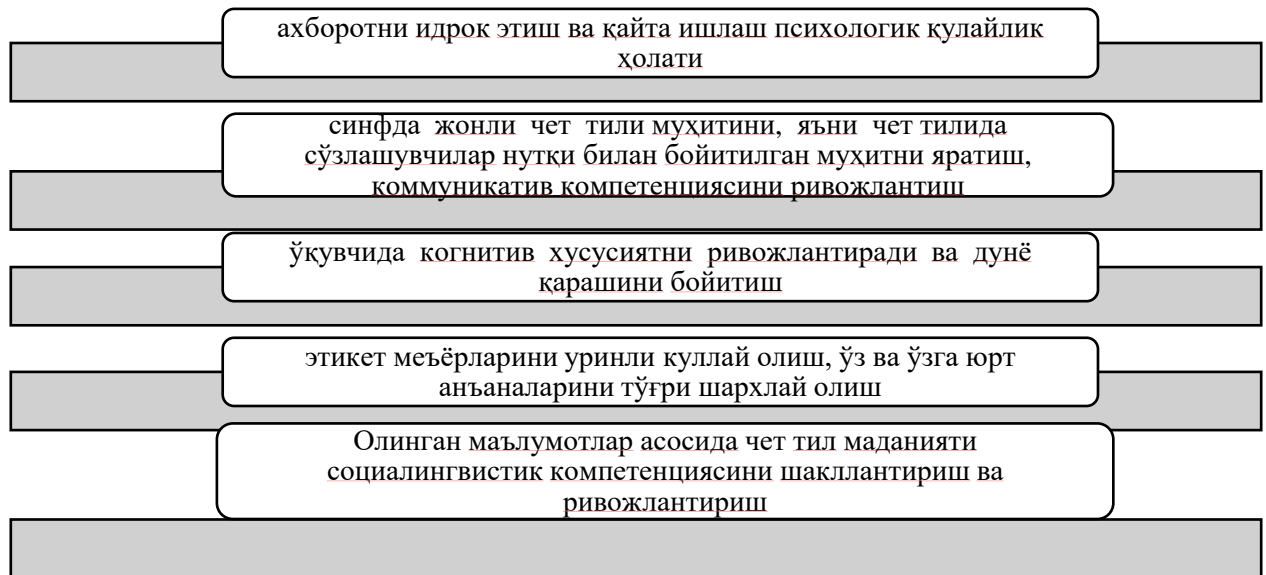 ахборотни идрок этиш ва қайта ишлаш психологик қулайлик
ҳолати
синфда жонли чет тили муҳитини, яъни чет тилида
сўзлашувчилар нутқи билан бойитилган муҳитни яратиш,
коммуникатив компетенциясини ривожлантиш
ўқувчида когнитив хусусиятни ривожлантиради ва дунё
қарашини бойитиш
этикет меъёрларини уринли куллай олиш, ўз ва ўзга юрт
анъаналарини тўғри шархлай олиш
Олинган маълумотлар асосида чет тил маданияти
социалингвистик компетенциясини шакллантириш ва
ривожлантириш